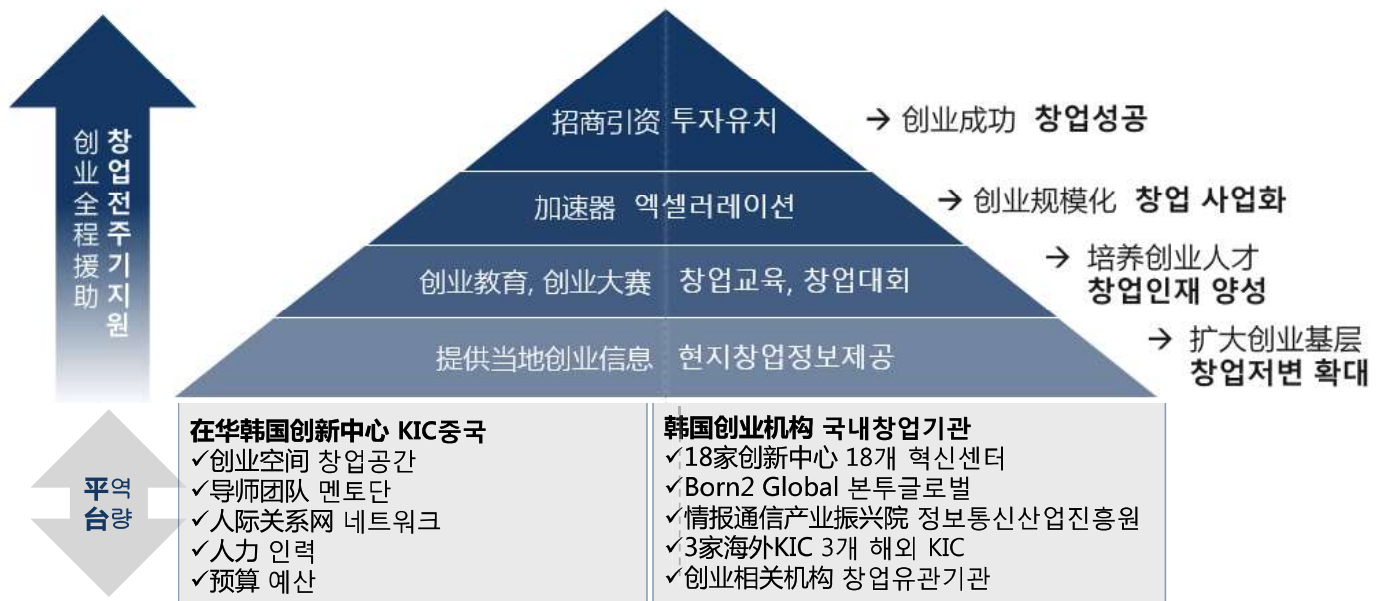 创业全程援助
창업전주기지원
招商引资 투자유치
→ 创业成功 창업성공
加速器 엑셀러레이션
→ 创业规模化 창업 사업화
创业教育, 创业大赛 창업교육, 창업대회
→ 培养创业人才
창업인재 양성
提供当地创业信息 현지창업정보제공
→ 扩大创业基层
창업저변 확대
平台
역량
在华韩国创新中心 KIC중국
✓创业空间 창업공간
✓导师团队 멘토단
✓人际关系网 네트워크
✓人力 인력
✓预算 예산
韩国创业机构 국내창업기관
✓18家创新中心 18개 혁신센터
✓Born2 Global 본투글로벌
✓情报通信产业振兴院 정보통신산업진흥원
✓3家海外KIC 3개 해외 KIC
✓创业相关机构 창업유관기관